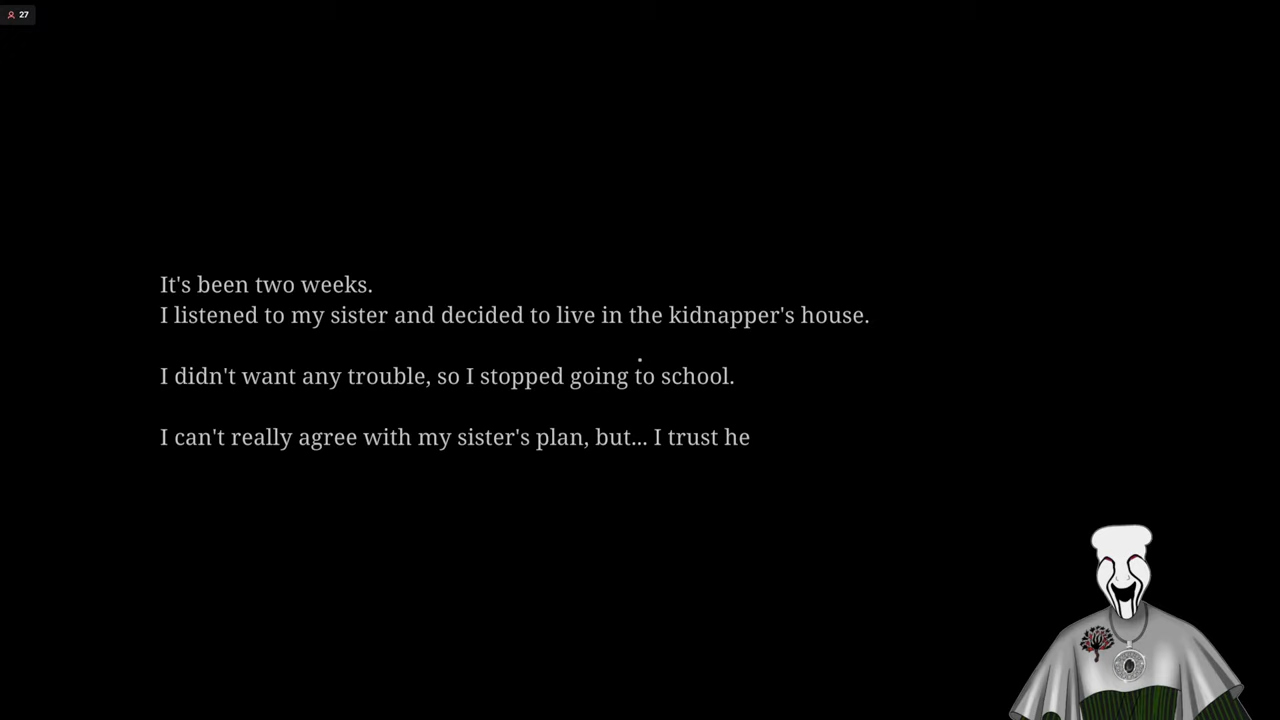 27
It's been two weeks.
I listened to my sister and decided to live in the kidnapper's house.
I didn't want any trouble, so I stopped going to school.
I can't really agree with my sister's plan, but... I trust he